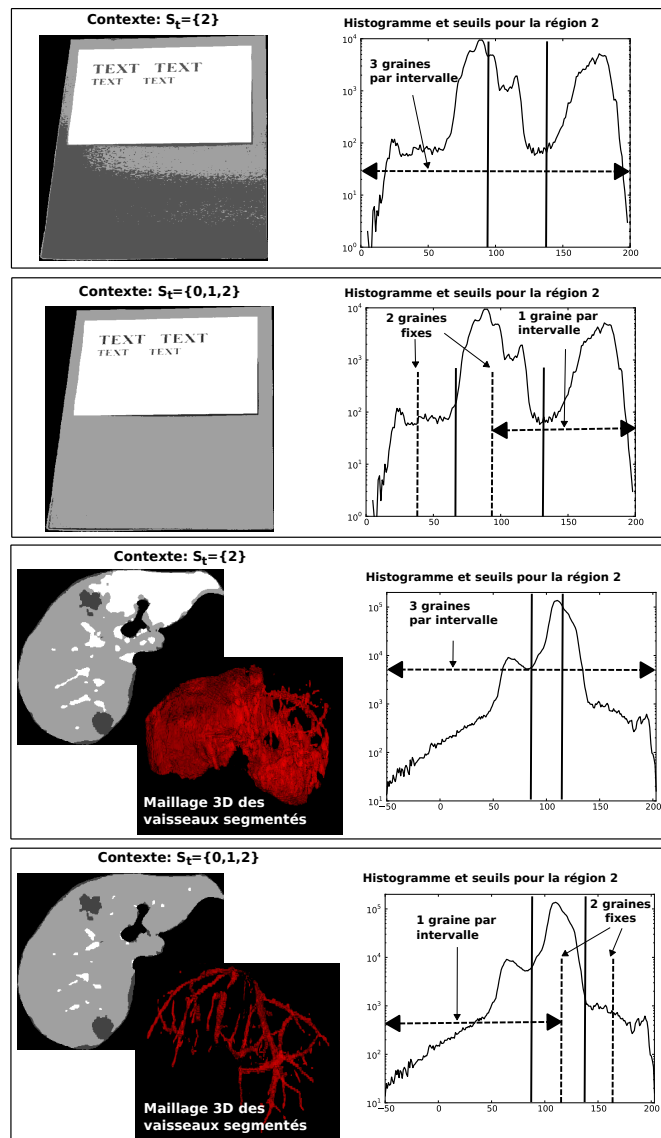 Contexte: St={2}
TEXT TEXT
TEXT TEXT
Histogramme et seuils pour la région 2
3 graines
par intervalle
10^4
10^3
10^2
10^1
10^0
0 50 100 150 200
Contexte: St={0,1,2}
TEXT TEXT
TEXT TEXT
Histogramme et seuils pour la région 2
2 graines
fixes
1 graine par
intervalle
10^4
10^3
10^2
10^1
10^0
0 50 100 150 200
Contexte: St={2}
Maillage 3D des
vaisseaux segmentés
Histogramme et seuils pour la région 2
3 graines
par intervalle
10^5
10^4
10^3
10^2
10^1
−50 0 50 100 150 200
Contexte: St={0,1,2}
Maillage 3D des
vaisseaux segmentés
Histogramme et seuils pour la région 2
1 graine par
intervalle
2 graines
fixes
10^5
10^4
10^3
10^2
10^1
−50 0 50 100 150 200